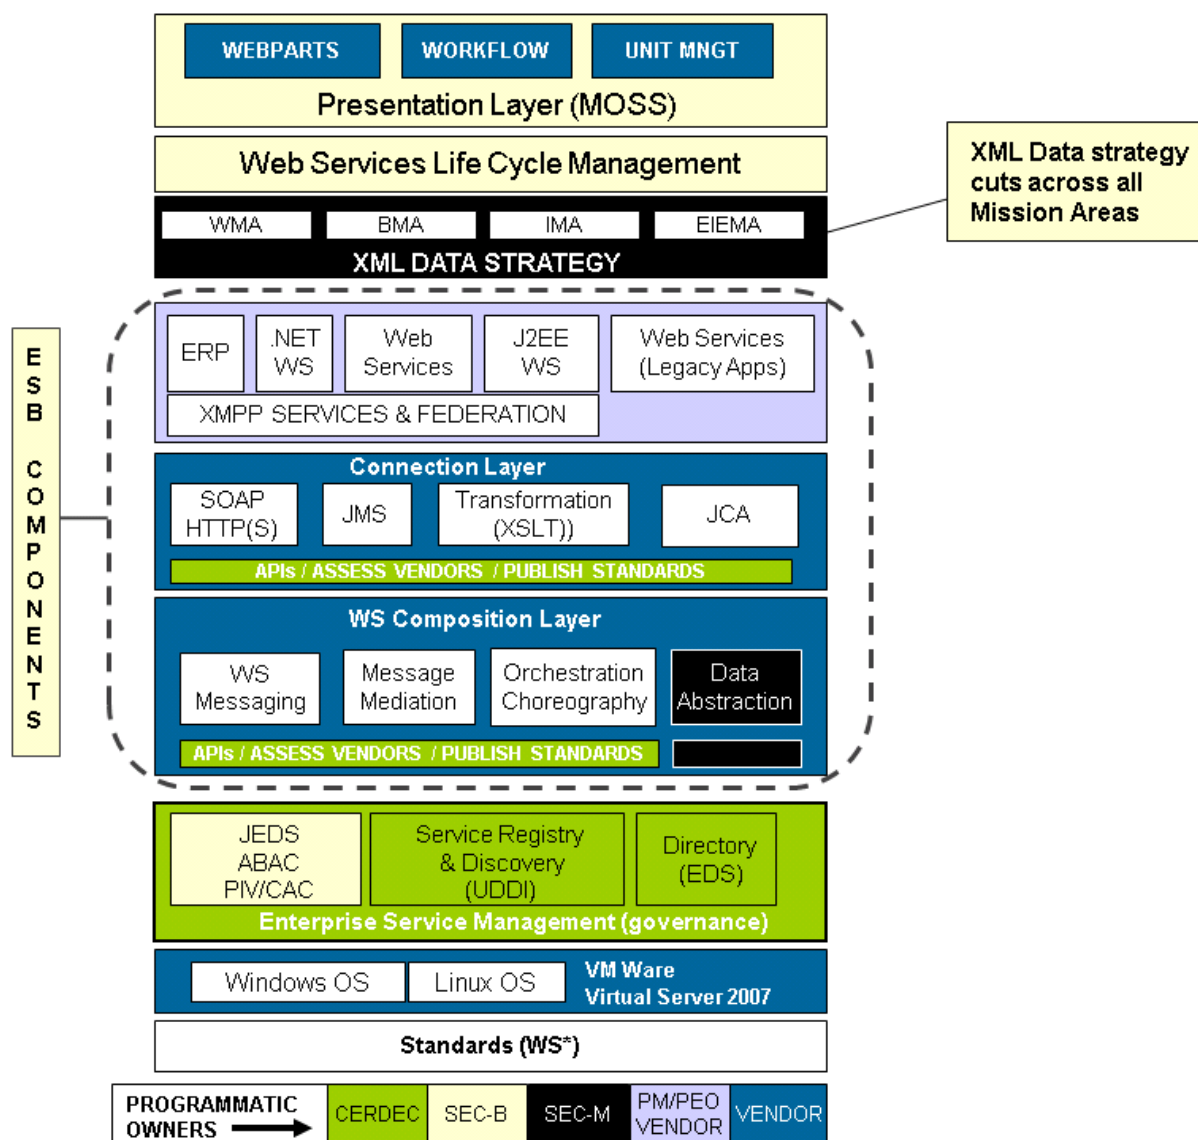 WEBPARTS
WORKFLOW
UNIT MNGT
Presentation Layer (MOSS)
Web Services Life Cycle Management
WMA
BMA
IMA
EIEMA
XML DATA STRATEGY
XML Data strategy
cuts across all
Mission Areas
ESB COMPONENTS
ERP
.NET
WS
Web
Services
J2EE
WS
Web Services
(Legacy Apps)
XMPP SERVICES & FEDERATION
Connection Layer
SOAP
HTTP(S)
JMS
Transformation
(XSLT))
JCA
APIs / ASSESS VENDORS / PUBLISH STANDARDS
WS Composition Layer
WS
Messaging
Message
Mediation
Orchestration
Choreography
Data
Abstraction
APIs / ASSESS VENDORS / PUBLISH STANDARDS
JEDS
ABAC
PIV/CAC
Service Registry
& Discovery
(UDDI)
Directory
(EDS)
Enterprise Service Management (governance)
Windows OS
Linux OS
VM Ware
Virtual Server 2007
Standards (WS*)
PROGRAMMATIC
OWNERS
CERDEC
SEC-B
SEC-M
PM/PEO
VENDOR
VENDOR